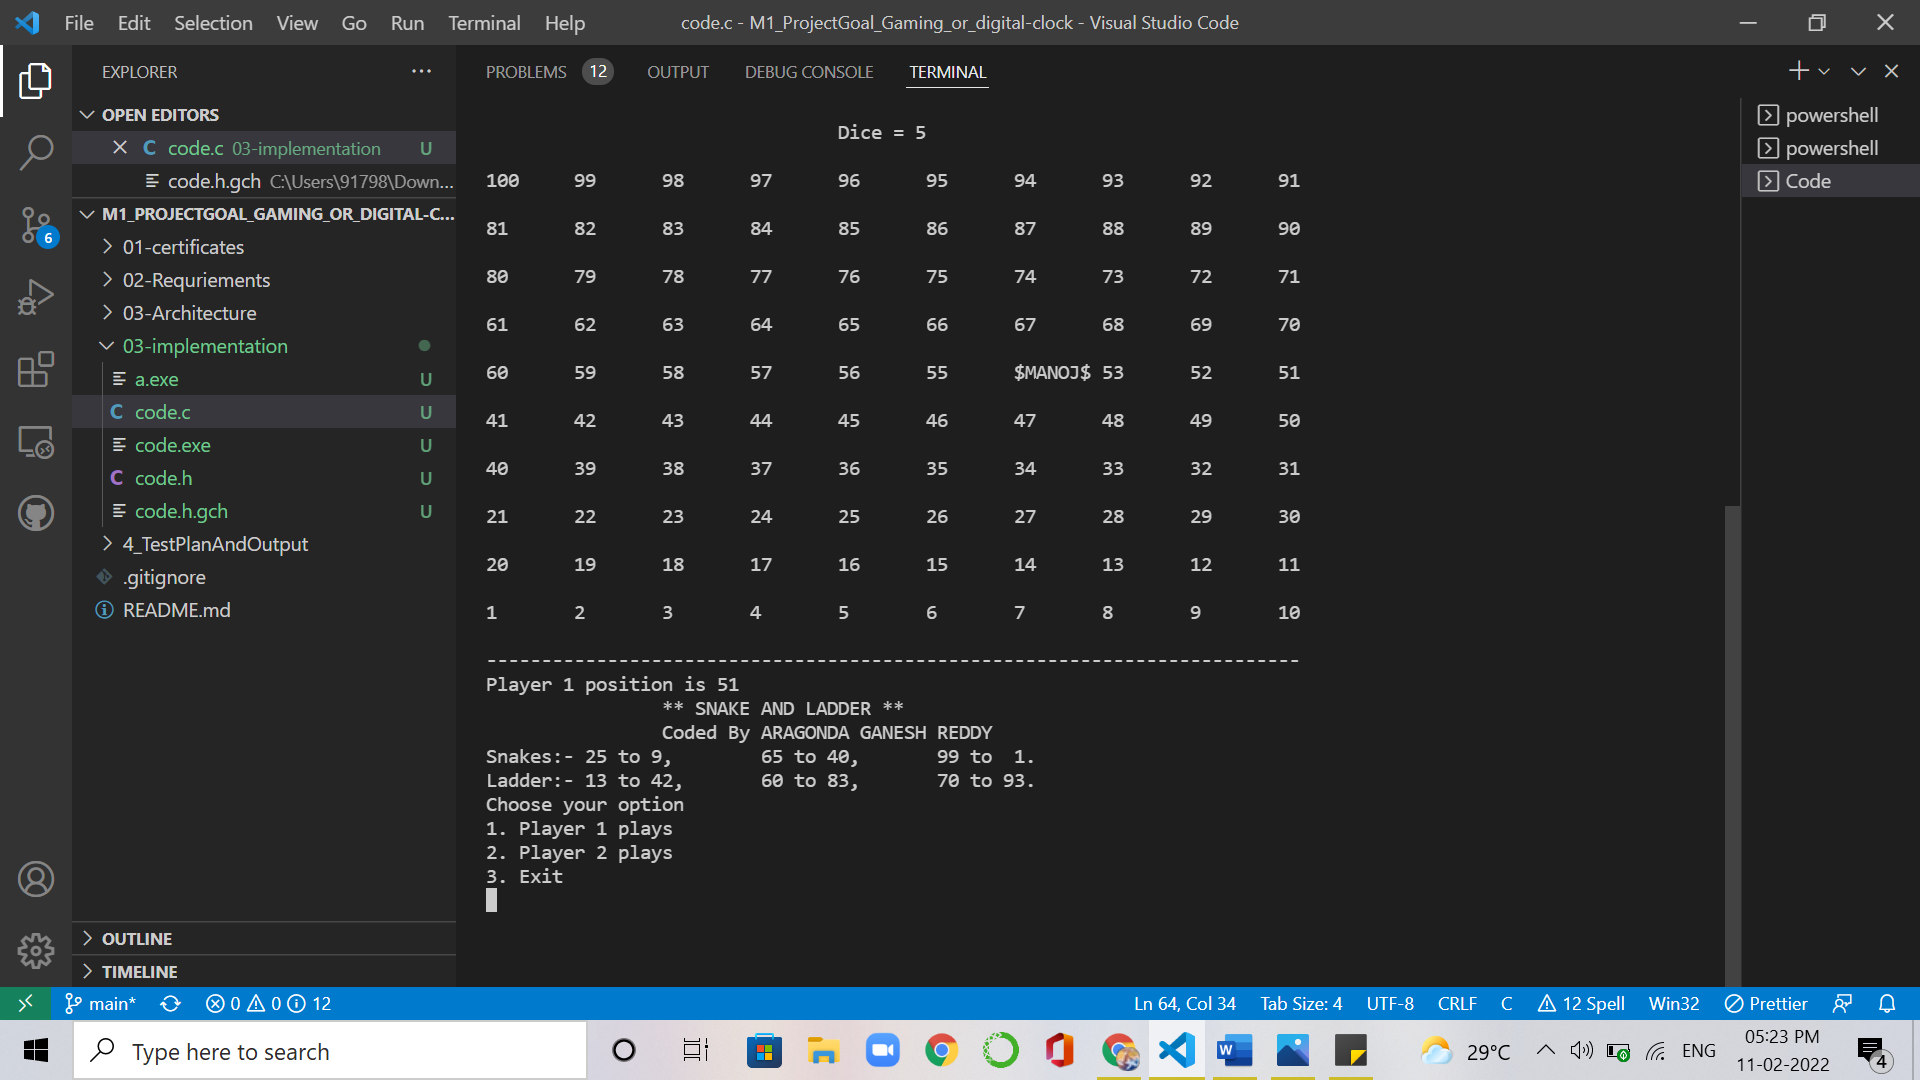 File Edit Selection View Go Run Terminal Help code.c - M1_ProjectGoal_Gaming_or_digital-clock - Visual Studio Code
EXPLORER ···
OPEN EDITORS
code.c 03-implementation U
code.h.gch C:\Users\91798\Down...
M1_PROJECTGOAL_GAMING_OR_DIGITAL-C...
01-certificates
02-Requriements
03-Architecture
03-implementation
a.exe U
code.c U
code.exe U
code.h U
code.h.gch U
4_TestPlanAndOutput
.gitignore
README.md
OUTLINE
TIMELINE
6
PROBLEMS 12 OUTPUT DEBUG CONSOLE TERMINAL
Dice = 5
100 99 98 97 96 95 94 93 92 91
81 82 83 84 85 86 87 88 89 90
80 79 78 77 76 75 74 73 72 71
61 62 63 64 65 66 67 68 69 70
60 59 58 57 56 55 $MANOJ$ 53 52 51
41 42 43 44 45 46 47 48 49 50
40 39 38 37 36 35 34 33 32 31
21 22 23 24 25 26 27 28 29 30
20 19 18 17 16 15 14 13 12 11
1 2 3 4 5 6 7 8 9 10
--------------------------------------------------------------------------
Player 1 position is 51
** SNAKE AND LADDER **
Coded By ARAGONDA GANESH REDDY
Snakes:- 25 to 9, 65 to 40, 99 to 1.
Ladder:- 13 to 42, 60 to 83, 70 to 93.
Choose your option
1. Player 1 plays
2. Player 2 plays
3. Exit
powershell
powershell
Code
main* 0 0 12 Ln 64, Col 34 Tab Size: 4 UTF-8 CRLF C 12 Spell Win32 Prettier
Type here to search 29°C ENG 05:23 PM
11-02-2022 4